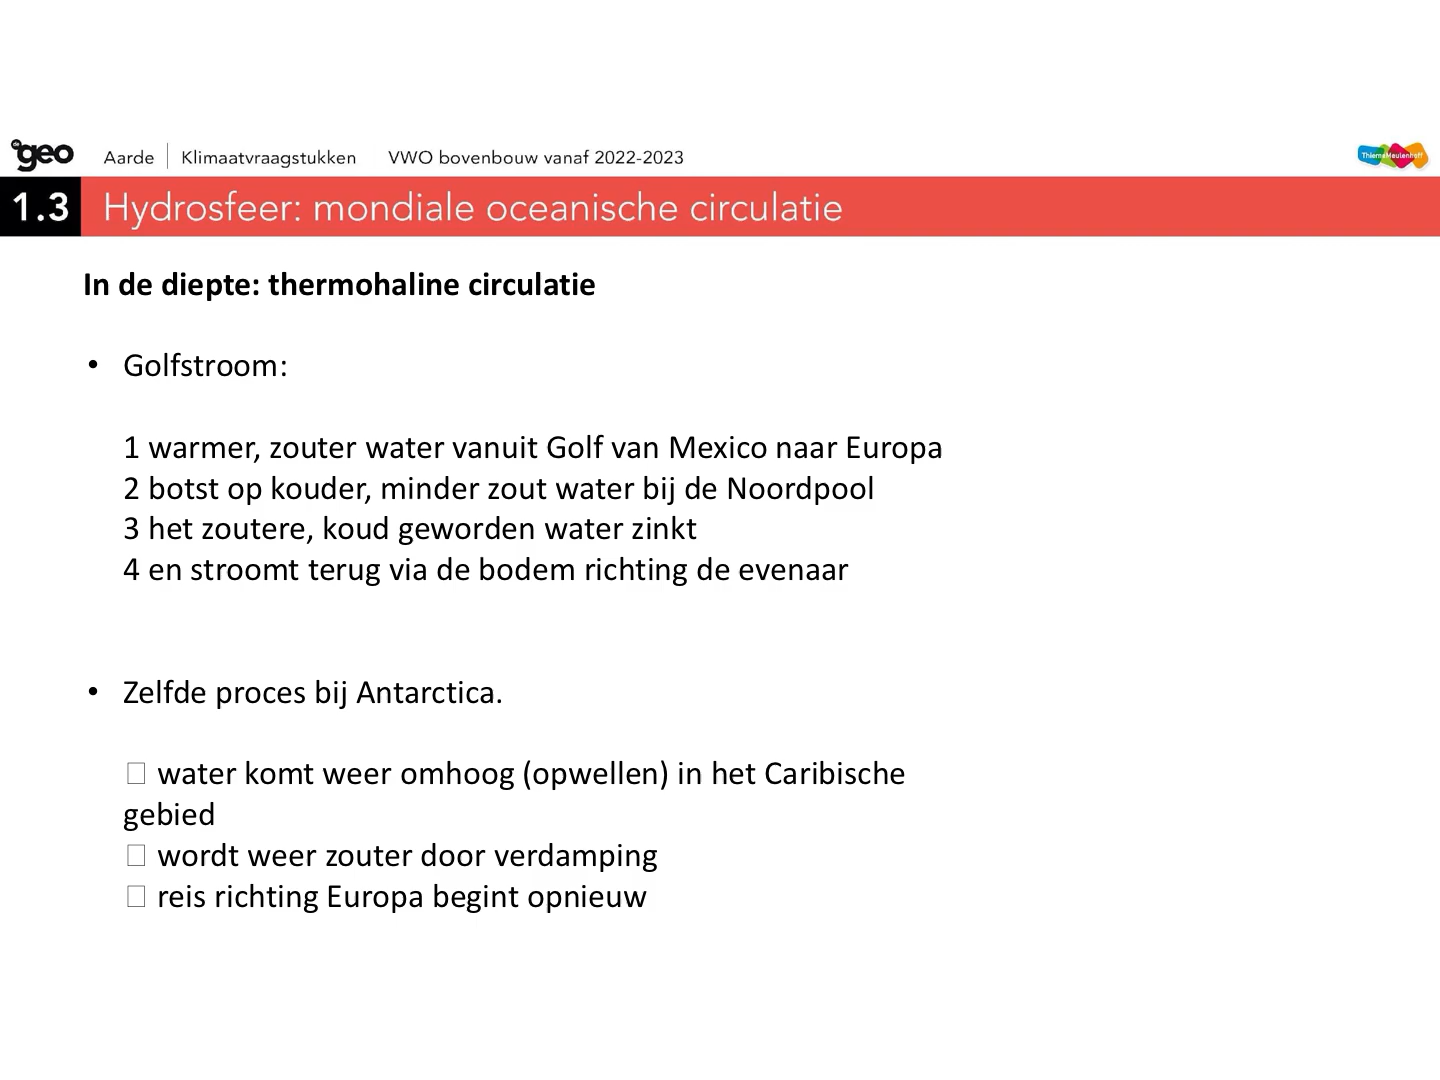 de geo Aarde Klimaatvraagstukken VWO bovenbouw vanaf 2022-2023 ThiemeMeulenhoff
1.3 Hydrosfeer: mondiale oceanische circulatie
In de diepte: thermohaline circulatie
• Golfstroom:
1 warmer, zouter water vanuit Golf van Mexico naar Europa
2 botst op kouder, minder zout water bij de Noordpool
3 het zoutere, koud geworden water zinkt
4 en stroomt terug via de bodem richting de evenaar
• Zelfde proces bij Antarctica.
water komt weer omhoog (opwellen) in het Caribische
gebied
wordt weer zouter door verdamping
reis richting Europa begint opnieuw